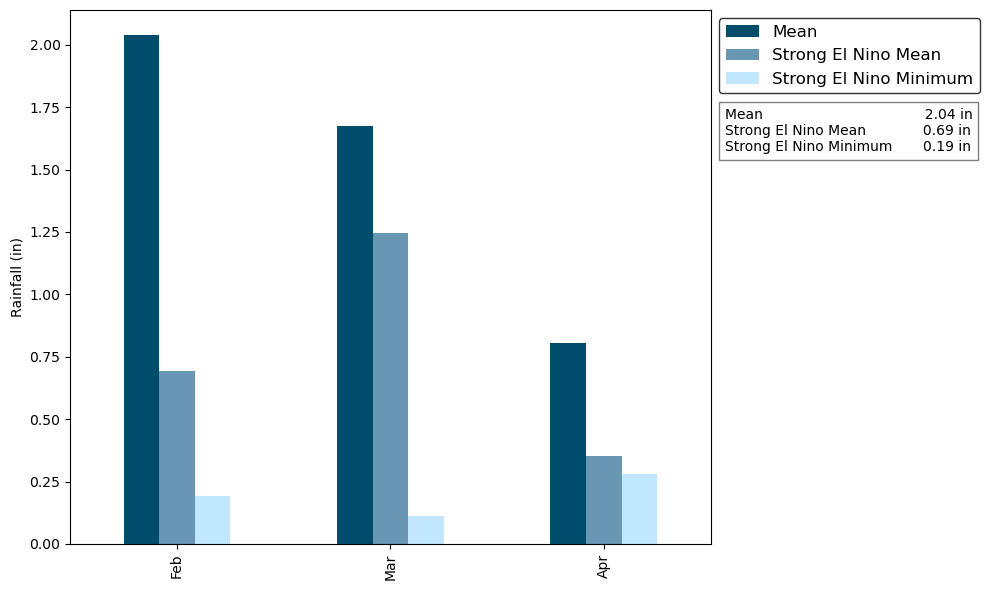 Rainfall (in)
2.00
1.75
1.50
1.25
1.00
0.75
0.50
0.25
0.00
Feb
Mar
Apr
Mean
Strong El Nino Mean
Strong El Nino Minimum
Mean 2.04 in
Strong El Nino Mean 0.69 in
Strong El Nino Minimum 0.19 in